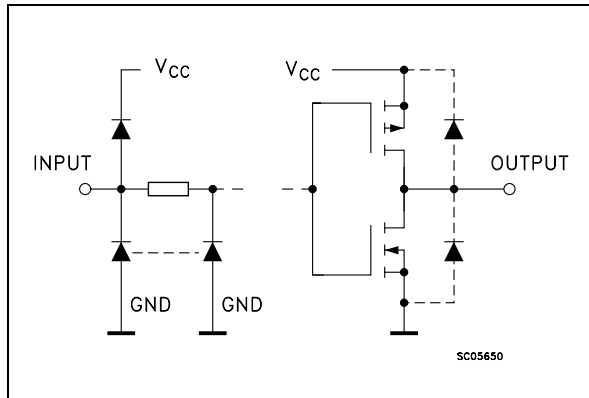 VCC
VCC
INPUT
OUTPUT
GND
GND
SC05650